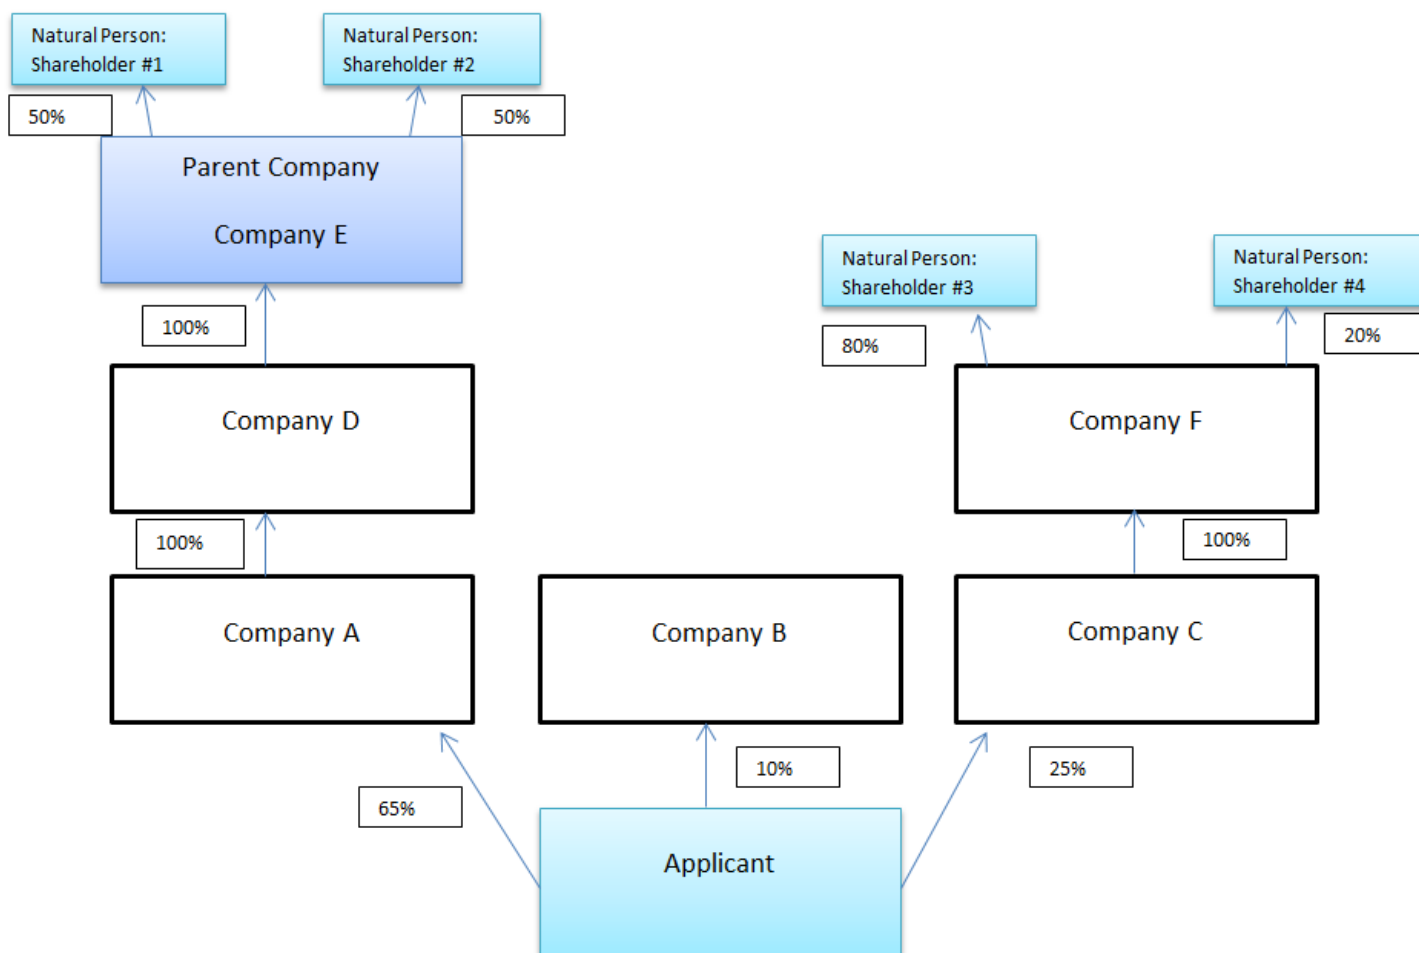 Natural Person:
Shareholder #1
Natural Person:
Shareholder #2
50%
50%
Parent Company
Company E
Natural Person:
Shareholder #3
Natural Person:
Shareholder #4
100%
80%
20%
Company D
Company F
100%
100%
Company A
Company B
Company C
10%
25%
65%
Applicant